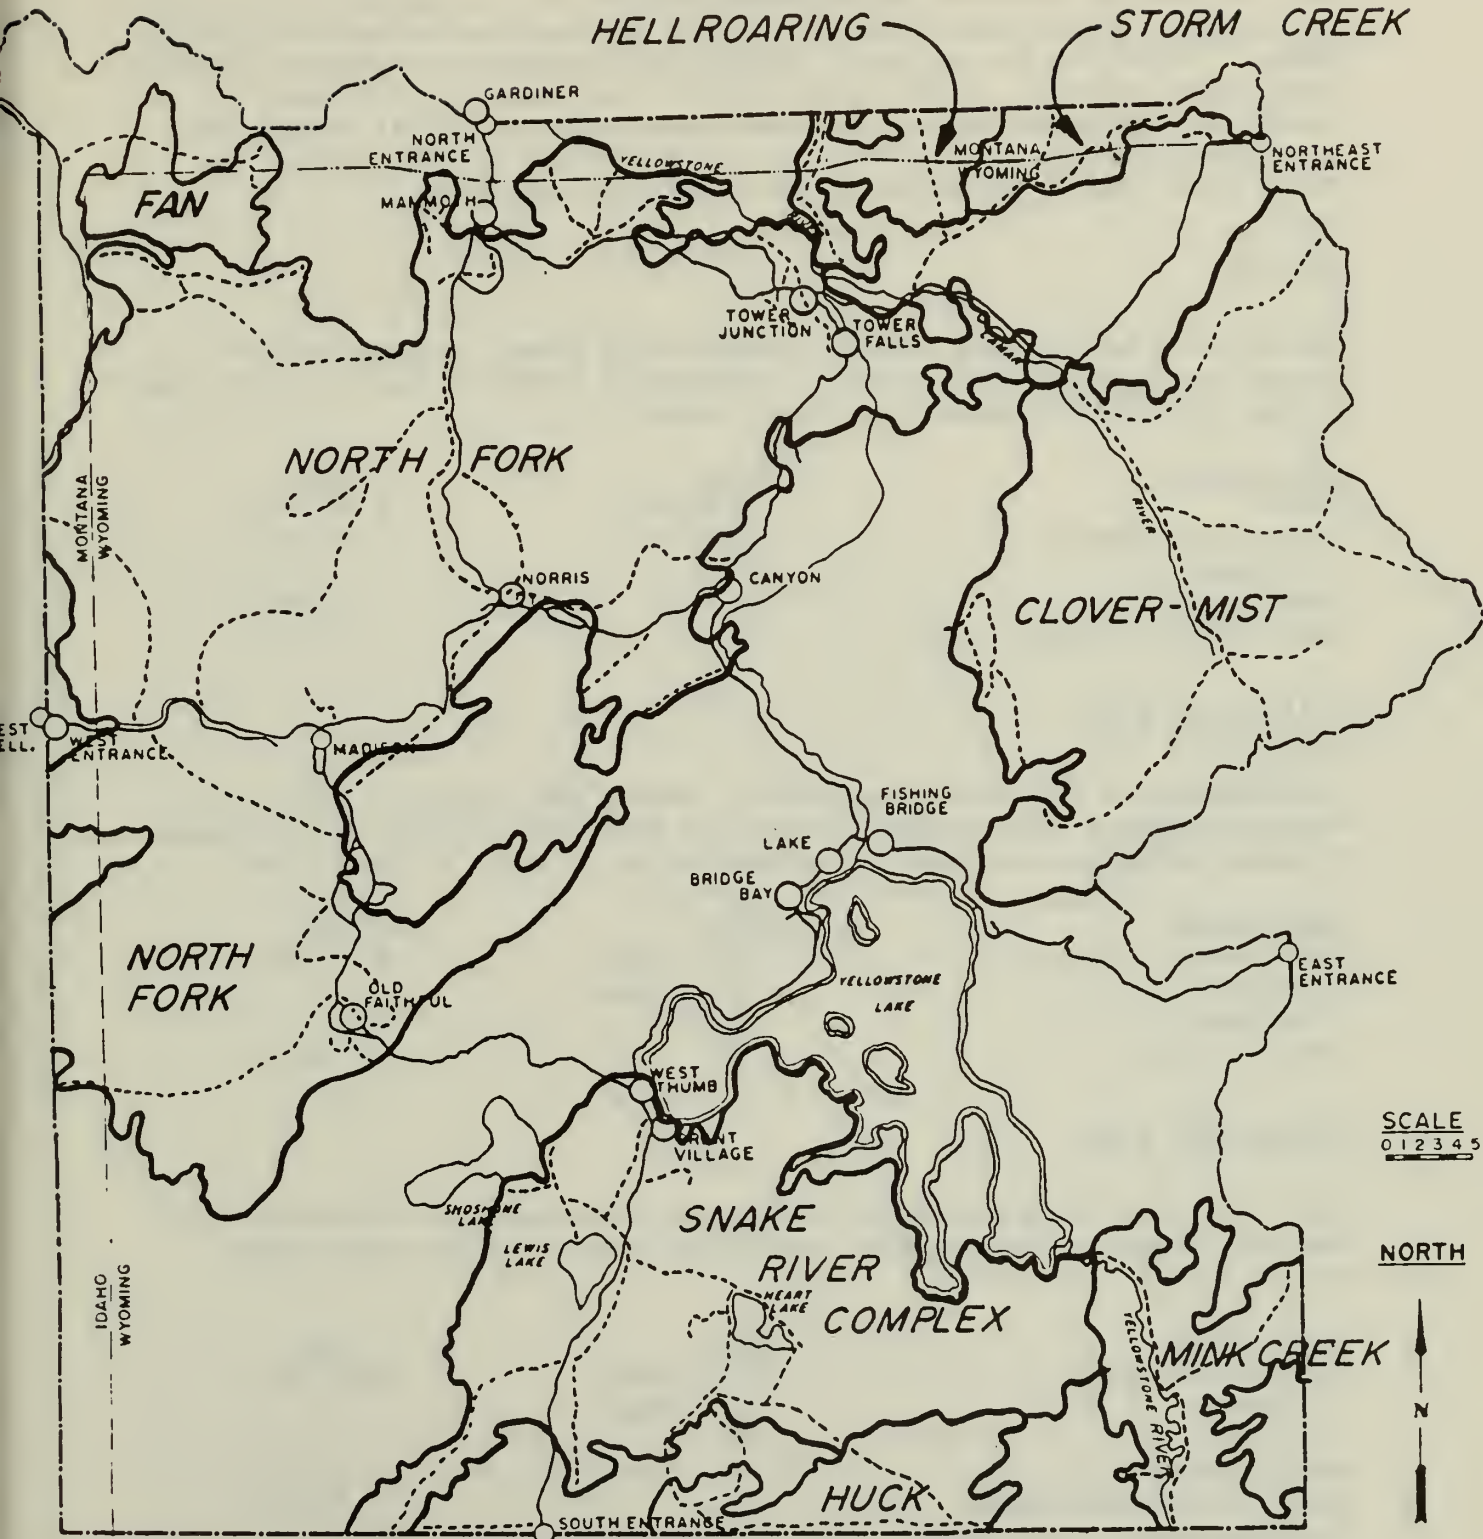 HELLROARING
STORM CREEK
GARDINER
NORTH
ENTRANCE
YELLOWSTONE
MONTANA
WYOMING
NORTHEAST
ENTRANCE
FAN
MAMMOTH
RIVER
TOWER
JUNCTION
TOWER
FALLS
LAMAR
NORTH FORK
MONTANA
WYOMING
RIVER
NORRIS
CANYON
CLOVER-MIST
WEST
ENTRANCE
MADISON
FISHING
BRIDGE
LAKE
BRIDGE
BAY
NORTH
FORK
OLD
FAITHFUL
YELLOWSTONE
LAKE
EAST
ENTRANCE
WEST
THUMB
GRANT
VILLAGE
SCALE
0 1 2 3 4 5
SHOSHONE
LAKE
SNAKE
RIVER
COMPLEX
LEWIS
LAKE
HEART
LAKE
NORTH
IDAHO
WYOMING
YELLOWSTONE RIVER
MINK CREEK
N
HUCK
SOUTH ENTRANCE